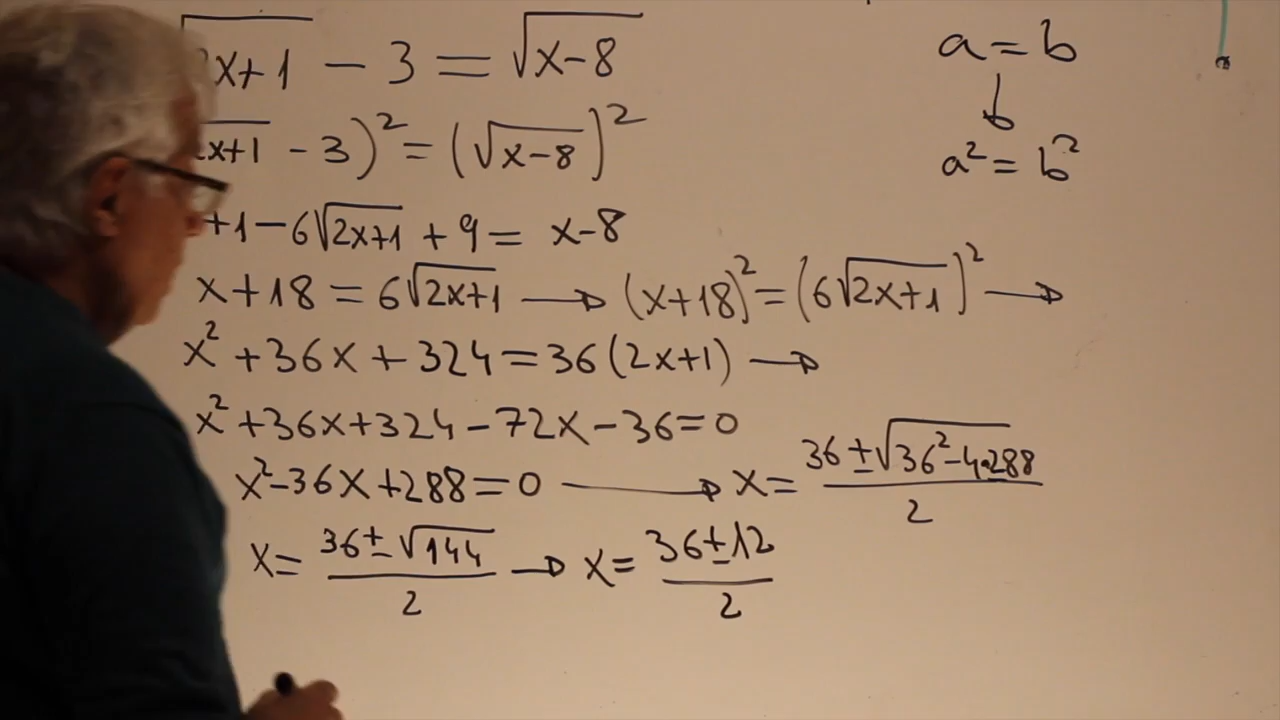 √x+1 − 3 = √x−8
x+1 − 3)² = (√x−8)²
+1−6√2x+1 + 9 = x−8
x+18 = 6√2x+1 → (x+18)² = (6√2x+1)² →
x² +36x + 324 = 36(2x+1) →
x² +36x+324−72x−36=0
x²−36x+288=0 → x= 36±√36²−4·288 / 2
x= 36±√144 / 2 → x= 36±12 / 2
a = b
↓
a² = b²